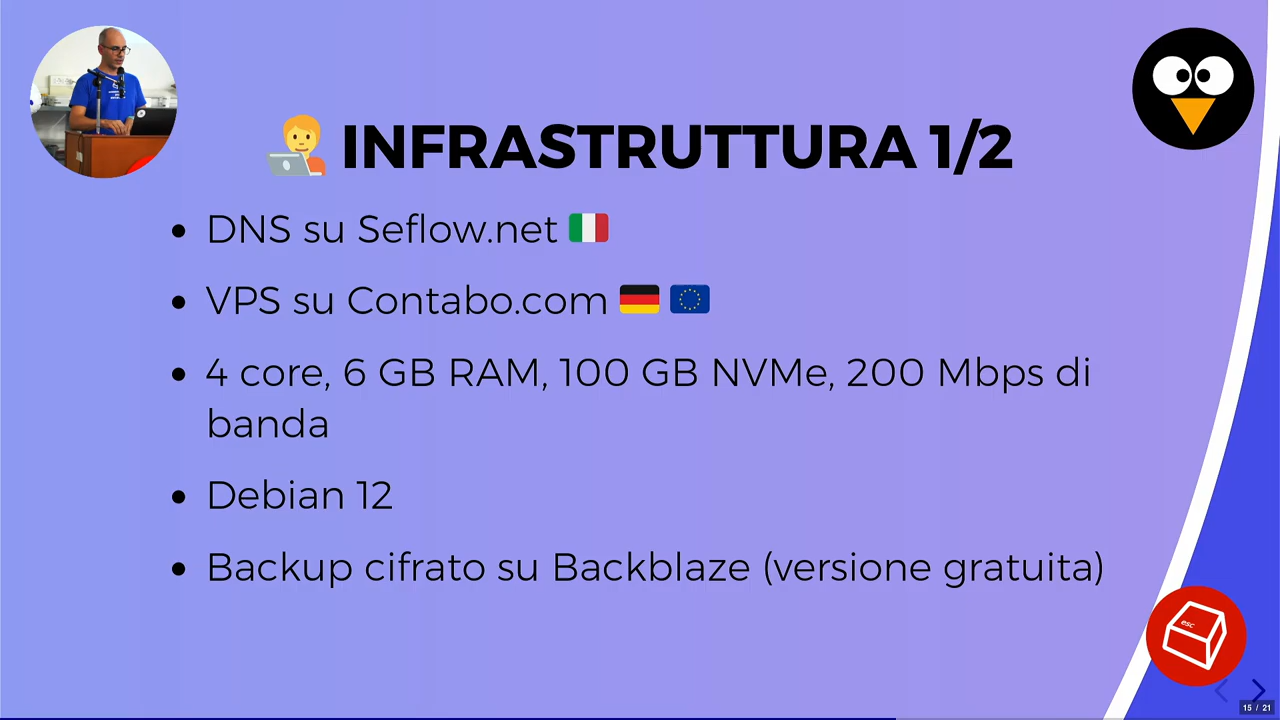 INFRASTRUTTURA 1/2
DNS su Seflow.net
VPS su Contabo.com
4 core, 6 GB RAM, 100 GB NVMe, 200 Mbps di
banda
Debian 12
Backup cifrato su Backblaze (versione gratuita)
esc
15 / 21